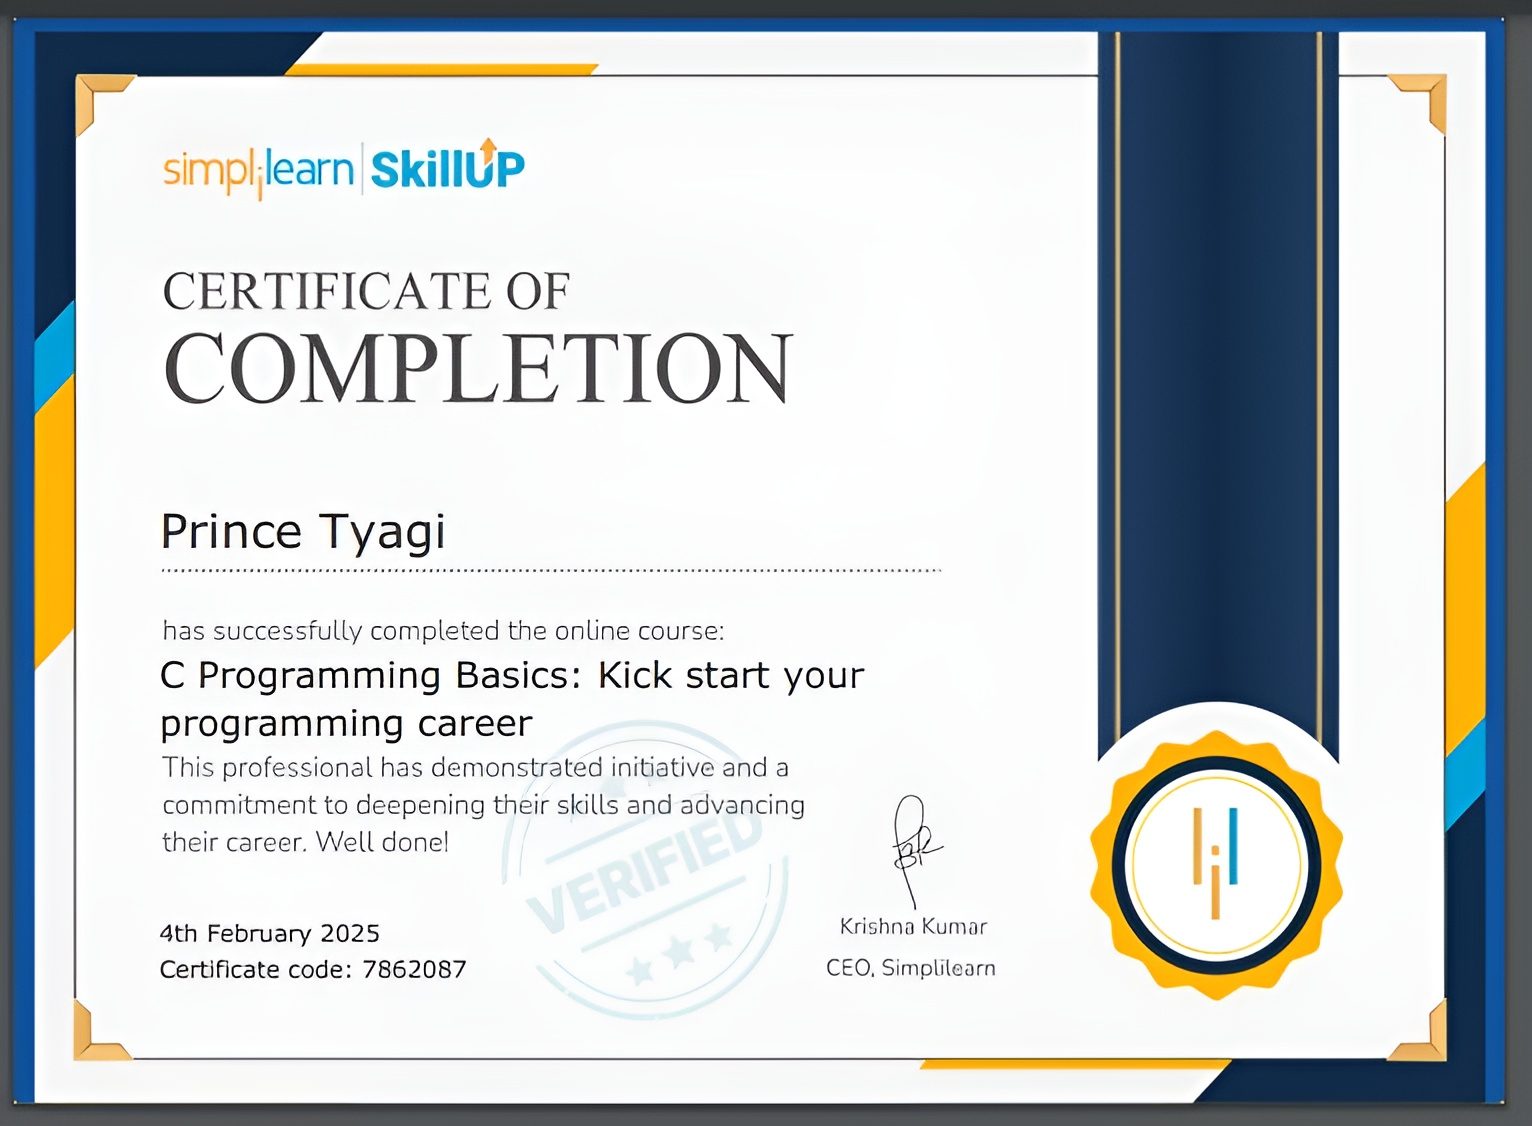 simplilearn | SkillUP
CERTIFICATE OF
COMPLETION
Prince Tyagi
has successfully completed the online course:
C Programming Basics: Kick start your
programming career
This professional has demonstrated initiative and a
commitment to deepening their skills and advancing
their career. Well done!
VERIFIED
4th February 2025
Certificate code: 7862087
Krishna Kumar
CEO, Simplilearn